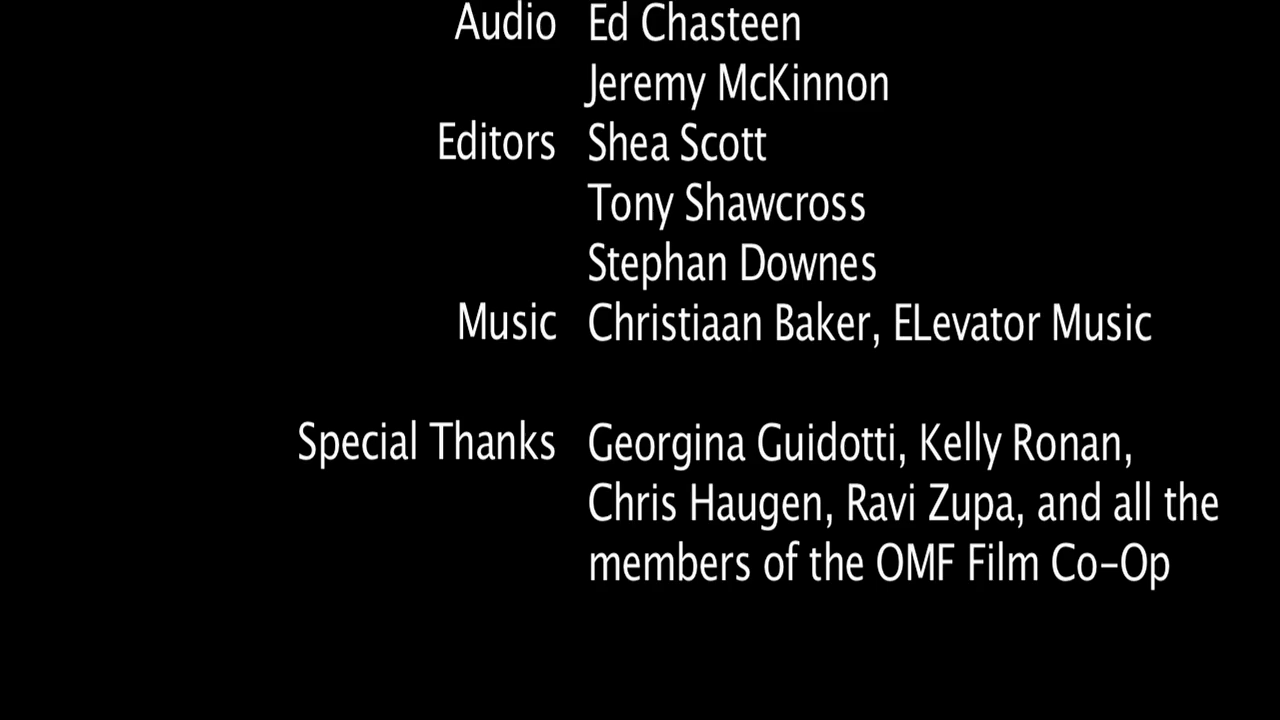 Audio Ed Chasteen
Jeremy McKinnon
Editors Shea Scott
Tony Shawcross
Stephan Downes
Music Christiaan Baker, ELevator Music
Special Thanks Georgina Guidotti, Kelly Ronan,
Chris Haugen, Ravi Zupa, and all the
members of the OMF Film Co-Op